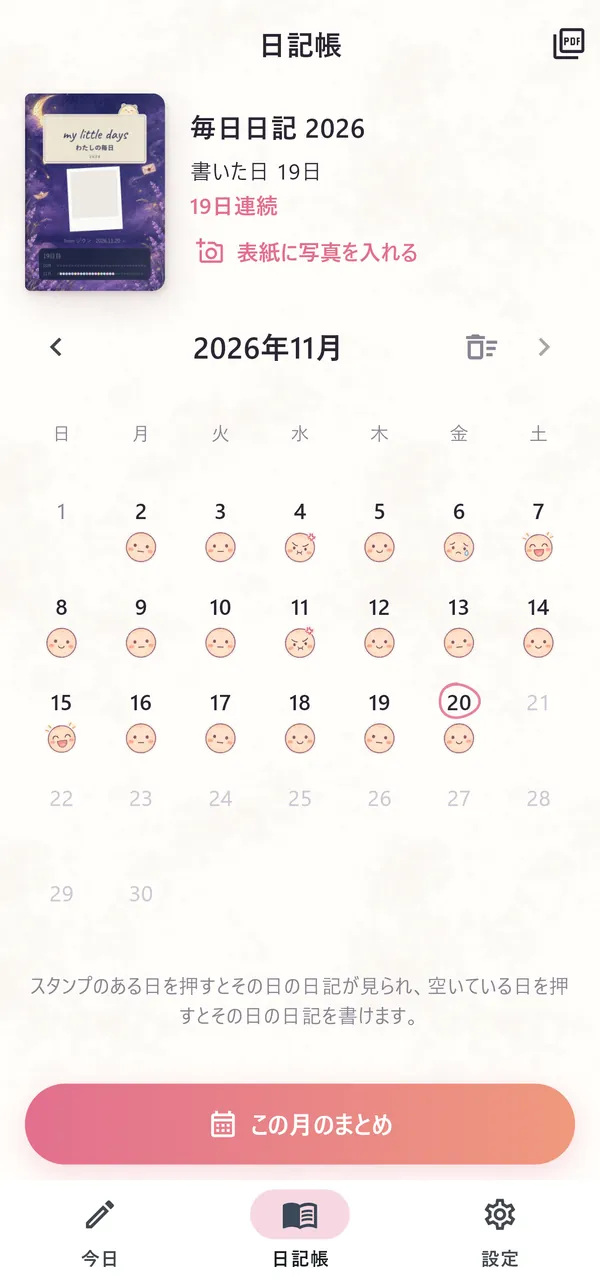 日記帳
PDF
my little days
わたしの毎日
2026
毎日日記 2026
書いた日 19日
19日連続
表紙に写真を入れる
19日目
2026年11月
日 月 火 水 木 金 土
1 2 3 4 5 6 7
8 9 10 11 12 13 14
15 16 17 18 19 20 21
22 23 24 25 26 27 28
29 30
スタンプのある日を押すとその日の日記が見られ、空いている日を押
すとその日の日記を書けます。
この月のまとめ
今日 日記帳 設定